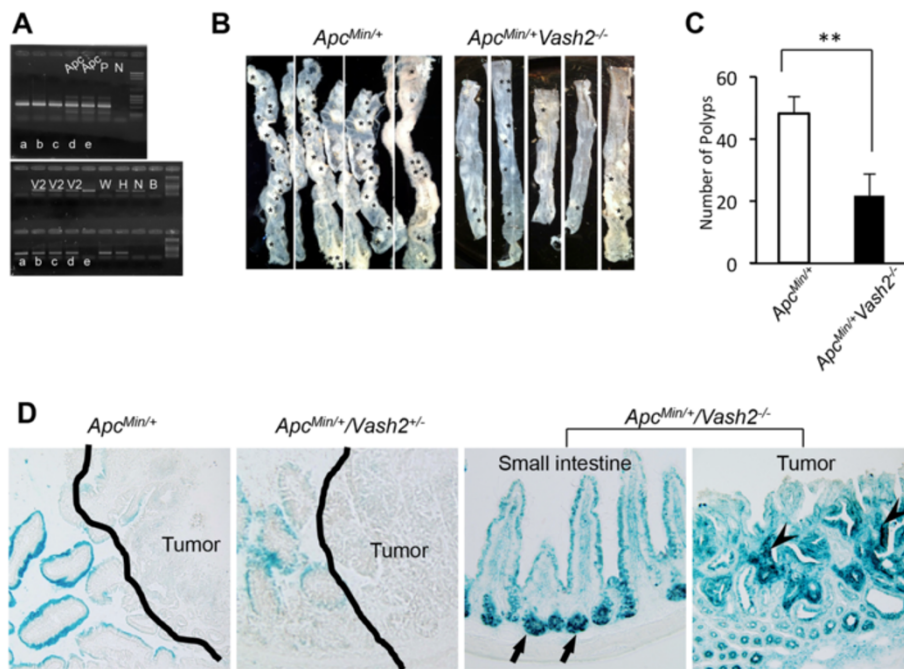 A
Apc Apc P N
a b c d e
V2 V2 V2 W H N B
a b c d e
B
Apc^Min/+
Apc^Min/+Vash2^-/-
C
**
60
40
20
0
Number of Polyps
Apc^Min/+
Apc^Min/+Vash2^-/-
D
Apc^Min/+
Apc^Min/+/Vash2^+/-
Apc^Min/+/Vash2^-/-
Tumor
Tumor
Small intestine
Tumor